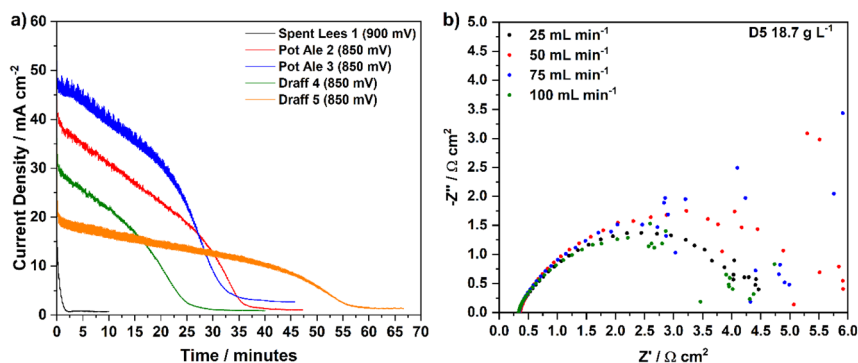 a)
Spent Lees 1 (900 mV)
Pot Ale 2 (850 mV)
Pot Ale 3 (850 mV)
Draff 4 (850 mV)
Draff 5 (850 mV)
Current Density / mA cm⁻²
60
50
40
30
20
10
0
0 5 10 15 20 25 30 35 40 45 50 55 60 65 70
Time / minutes
b)
25 mL min⁻¹
50 mL min⁻¹
75 mL min⁻¹
100 mL min⁻¹
D5 18.7 g L⁻¹
-Z'' / Ω cm²
-5.0
-4.5
-4.0
-3.5
-3.0
-2.5
-2.0
-1.5
-1.0
-0.5
0.0
0.0 0.5 1.0 1.5 2.0 2.5 3.0 3.5 4.0 4.5 5.0 5.5 6.0
Z' / Ω cm²